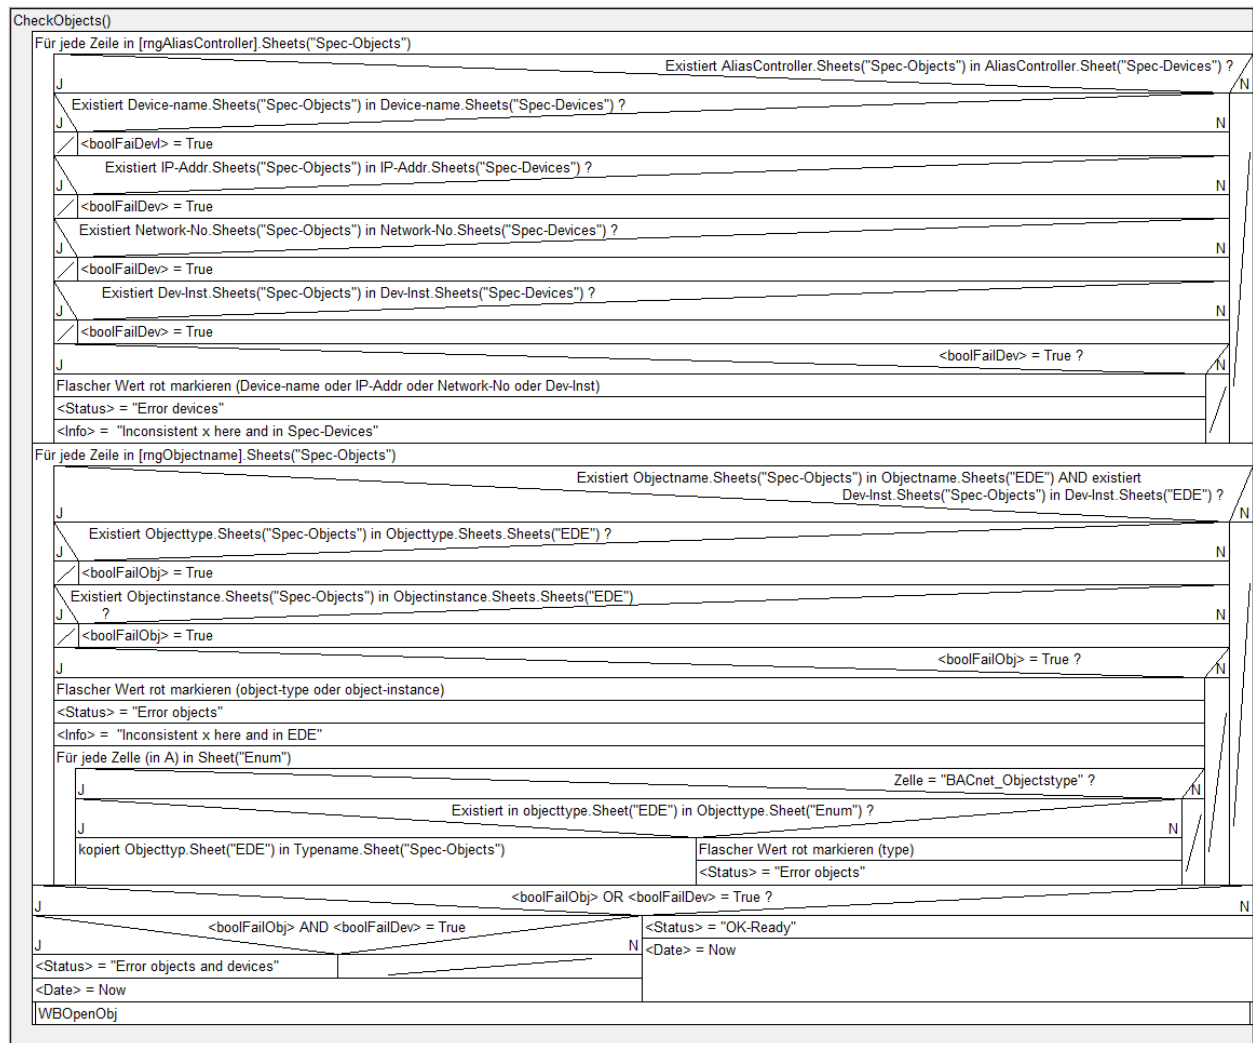 CheckObjects()
Für jede Zeile in [rngAliasController].Sheets("Spec-Objects")
Existiert AliasController.Sheets("Spec-Objects") in AliasController.Sheet("Spec-Devices") ?
J
N
Existiert Device-name.Sheets("Spec-Objects") in Device-name.Sheets("Spec-Devices") ?
J
N
<boolFaiDevl> = True
Existiert IP-Addr.Sheets("Spec-Objects") in IP-Addr.Sheets("Spec-Devices") ?
J
N
<boolFailDev> = True
Existiert Network-No.Sheets("Spec-Objects") in Network-No.Sheets("Spec-Devices") ?
J
N
<boolFailDev> = True
Existiert Dev-Inst.Sheets("Spec-Objects") in Dev-Inst.Sheets("Spec-Devices") ?
J
N
<boolFailDev> = True
<boolFailDev> = True ?
J
N
Flascher Wert rot markieren (Device-name oder IP-Addr oder Network-No oder Dev-Inst)
<Status> = "Error devices"
<Info> = "Inconsistent x here and in Spec-Devices"
Für jede Zeile in [rngObjectname].Sheets("Spec-Objects")
Existiert Objectname.Sheets("Spec-Objects") in Objectname.Sheets("EDE") AND existiert
Dev-Inst.Sheets("Spec-Objects") in Dev-Inst.Sheets("EDE") ?
J
N
Existiert Objecttype.Sheets("Spec-Objects") in Objecttype.Sheets.Sheets("EDE") ?
J
N
<boolFailObj> = True
Existiert Objectinstance.Sheets("Spec-Objects") in Objectinstance.Sheets.Sheets("EDE")
?
J
N
<boolFailObj> = True
<boolFailObj> = True ?
J
N
Flascher Wert rot markieren (object-type oder object-instance)
<Status> = "Error objects"
<Info> = "Inconsistent x here and in EDE"
Für jede Zelle (in A) in Sheet("Enum")
Zelle = "BACnet_Objectstype" ?
J
N
Existiert in objecttype.Sheet("EDE") in Objecttype.Sheet("Enum") ?
J
N
kopiert Objecttyp.Sheet("EDE") in Typename.Sheet("Spec-Objects")
Flascher Wert rot markieren (type)
<Status> = "Error objects"
<boolFailObj> OR <boolFailDev> = True ?
J
N
<boolFailObj> AND <boolFailDev> = True
J
N
<Status> = "Error objects and devices"
<Date> = Now
<Status> = "OK-Ready"
<Date> = Now
WBOpenObj